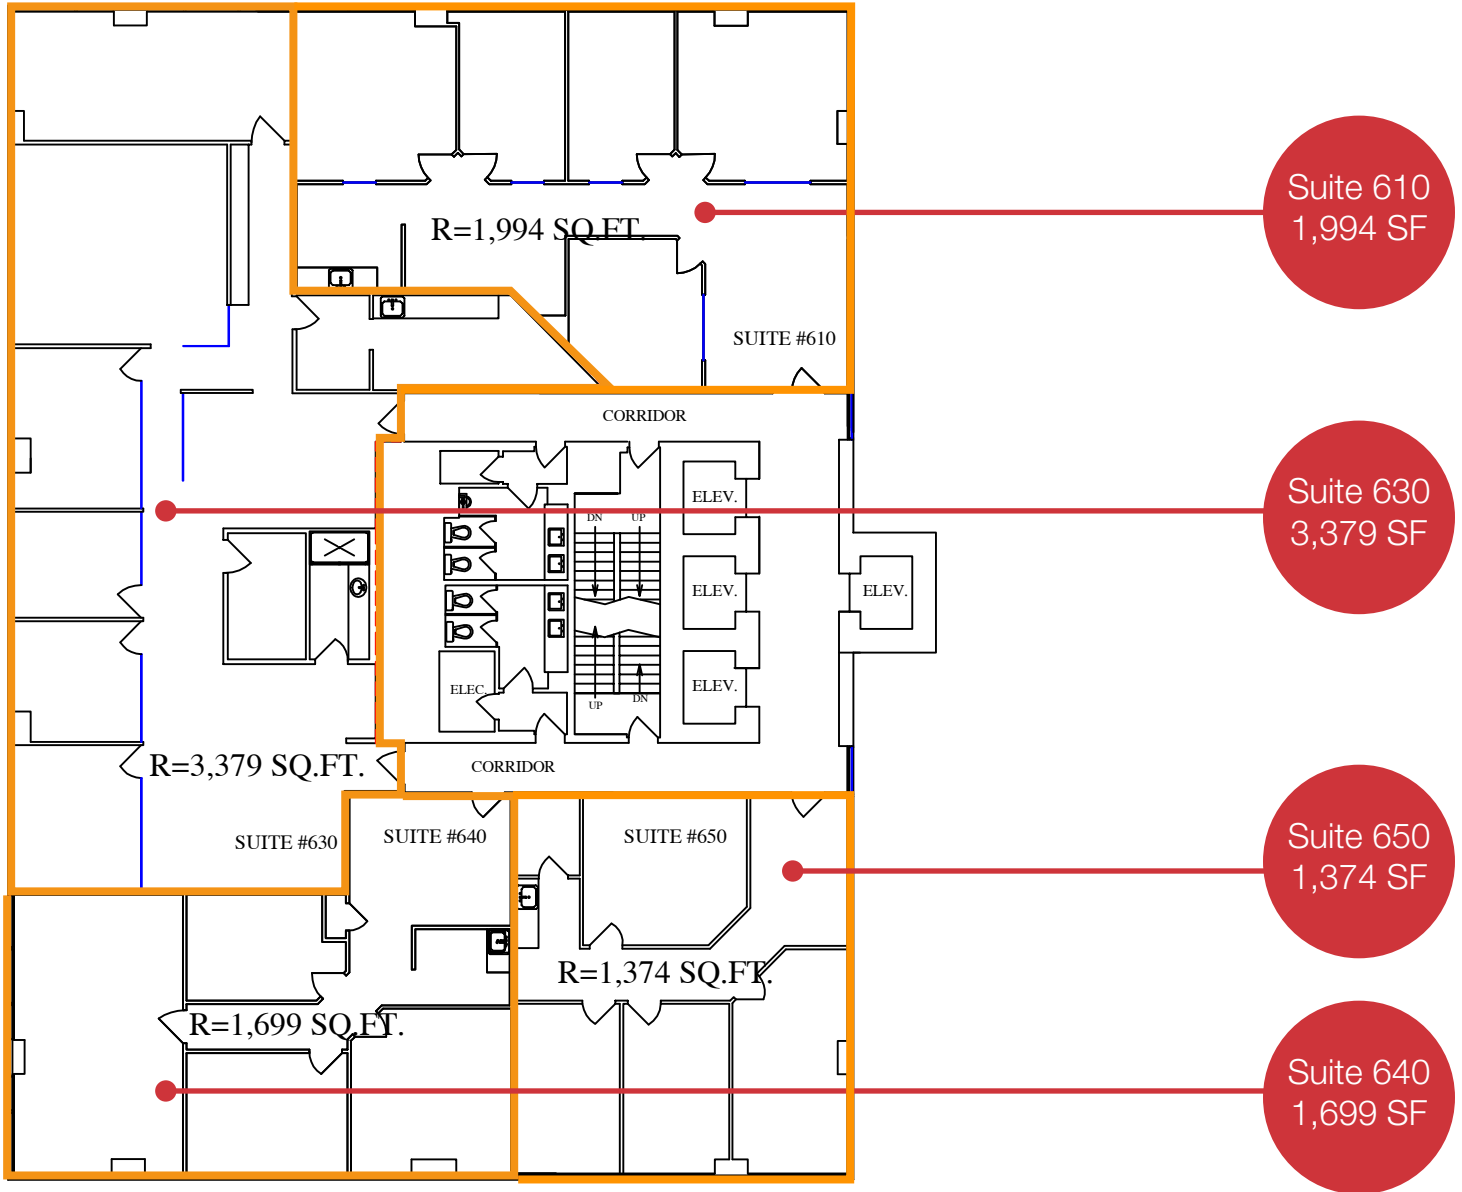 Suite 610
1,994 SF
R=1,994 SQ.FT.
SUITE #610
CORRIDOR
ELEV.
Suite 630
3,379 SF
DN
UP
ELEV.
ELEV.
ELEC.
ELEV.
UP
DN
R=3,379 SQ.FT.
CORRIDOR
SUITE #630
SUITE #640
SUITE #650
Suite 650
1,374 SF
R=1,374 SQ.FT.
R=1,699 SQ.FT.
Suite 640
1,699 SF